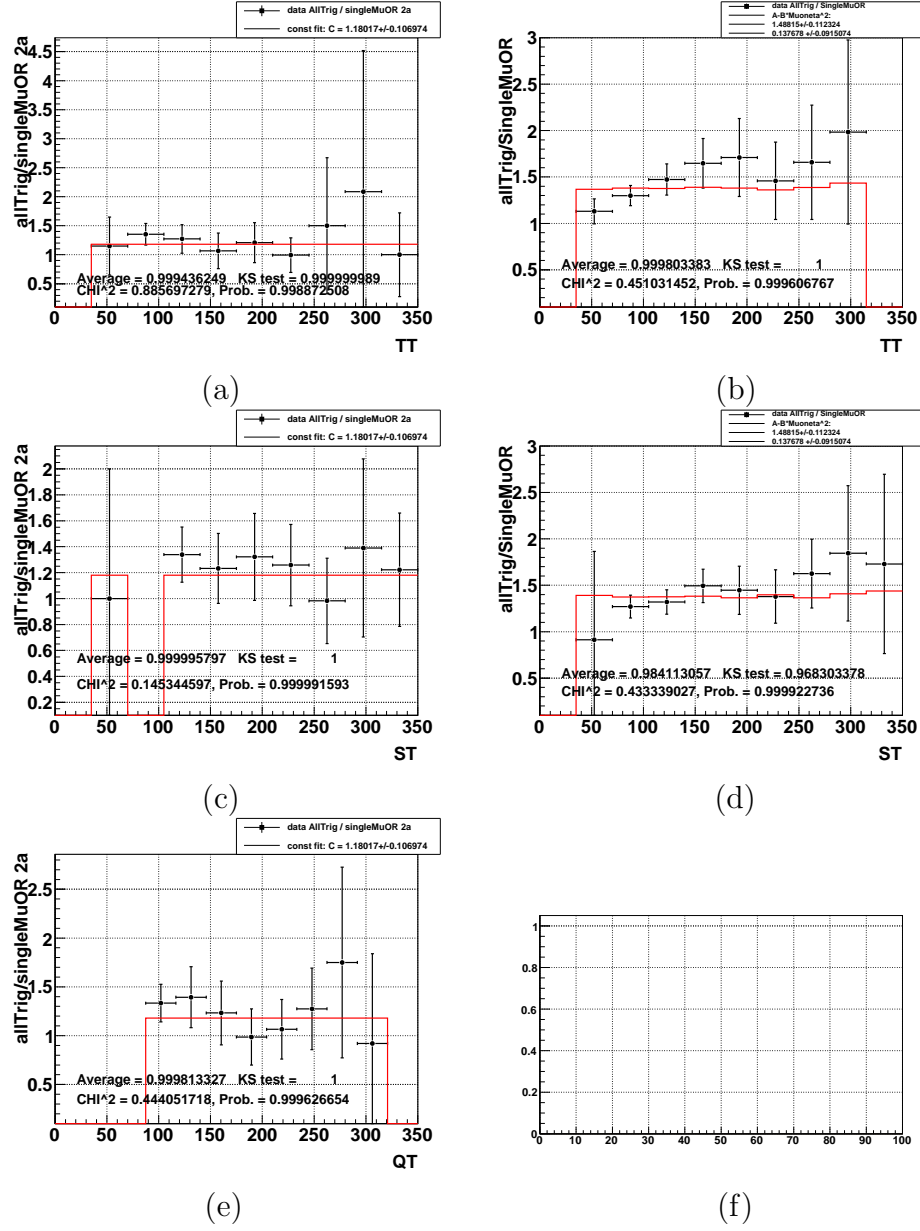 data AllTrig / singleMuOR 2a
const fit: C = 1.18017+/-0.106974
allTrig/singleMuOR 2a
4.5
4
3.5
3
2.5
2
1.5
1
0.5
Average = 0.999436249 KS test = 0.999999989
CHI^2 = 0.885697279, Prob. = 0.998872508
0 50 100 150 200 250 300 350
TT
(a)
data AllTrig / SingleMuOR
A-B*Muoneta^2:
1.48815+/-0.112324
0.137678 +/-0.0915074
allTrig/SingleMuOR
3
2.5
2
1.5
1
0.5
Average = 0.999803383 KS test = 1
CHI^2 = 0.451031452, Prob. = 0.999606767
0 50 100 150 200 250 300 350
TT
(b)
data AllTrig / singleMuOR 2a
const fit: C = 1.18017+/-0.106974
allTrig/singleMuOR 2a
2
1.8
1.6
1.4
1.2
1
0.8
0.6
0.4
0.2
Average = 0.999995797 KS test = 1
CHI^2 = 0.145344597, Prob. = 0.999991593
0 50 100 150 200 250 300 350
ST
(c)
data AllTrig / SingleMuOR
A-B*Muoneta^2:
1.48815+/-0.112324
0.137678 +/-0.0915074
allTrig/SingleMuOR
3
2.5
2
1.5
1
0.5
Average = 0.984113057 KS test = 0.968303378
CHI^2 = 0.433339027, Prob. = 0.999922736
0 50 100 150 200 250 300 350
ST
(d)
data AllTrig / singleMuOR 2a
const fit: C = 1.18017+/-0.106974
allTrig/singleMuOR 2a
2.5
2
1.5
1
0.5
Average = 0.999813327 KS test = 1
CHI^2 = 0.444051718, Prob. = 0.999626654
0 50 100 150 200 250 300 350
QT
(e)
1
0.8
0.6
0.4
0.2
0
0 10 20 30 40 50 60 70 80 90 100
(f)